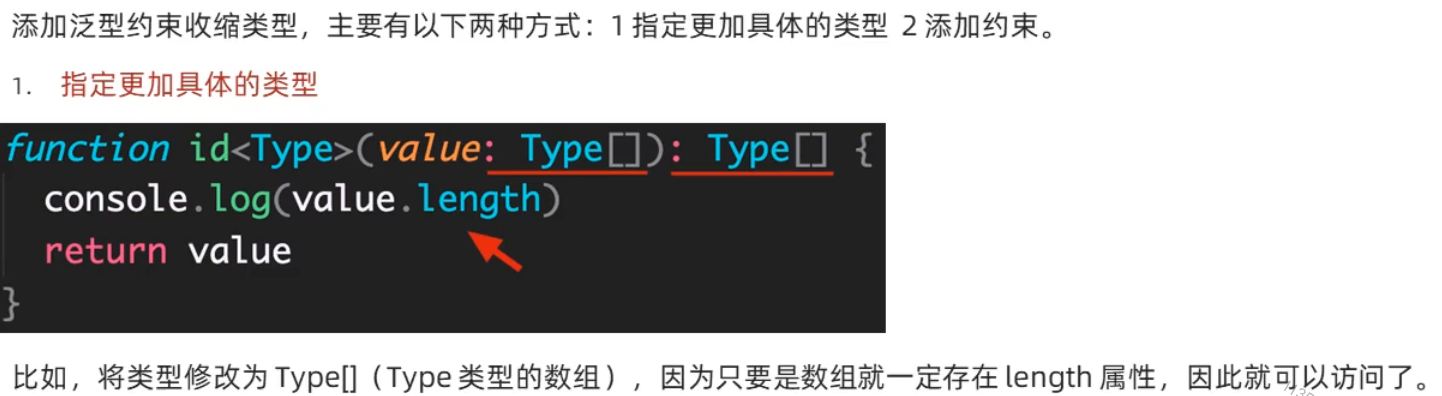 添加泛型约束收缩类型，主要有以下两种方式：1 指定更加具体的类型 2 添加约束。
1. 指定更加具体的类型
function id<Type>(value: Type[]): Type[] {
console.log(value.length)
return value
}
比如，将类型修改为 Type[]（Type 类型的数组），因为只要是数组就一定存在 length 属性，因此就可以访问了。